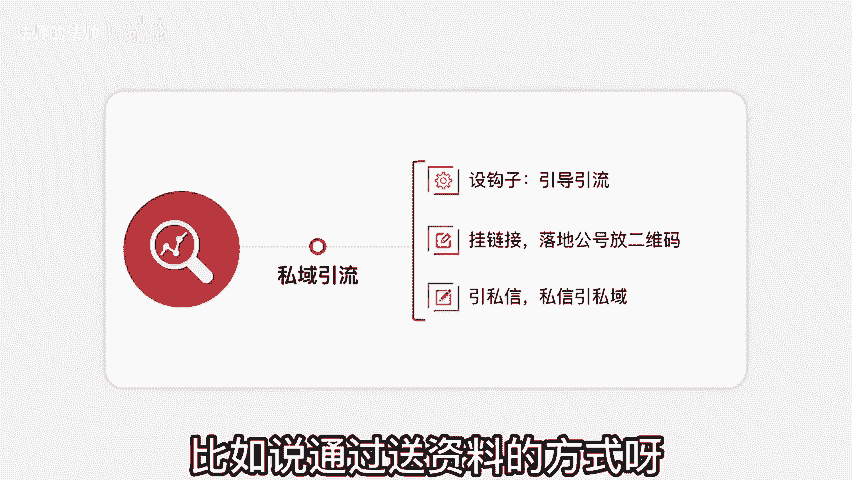 设钩子：引导引流
挂链接，落地公号放二维码
私域引流
引私信，私信引私域
比如说通过送资料的方式呀